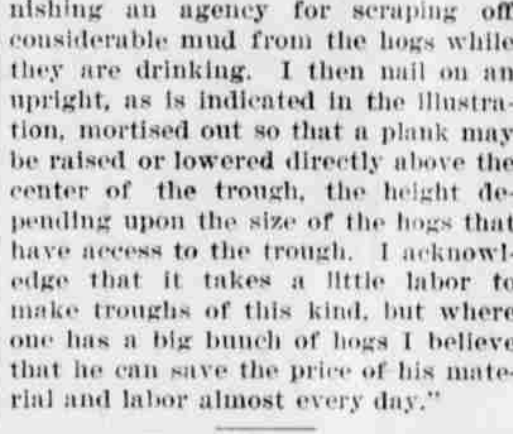 nishing an agency for scraping off
considerable mud from the hogs while
they are drinking. I then nail on an
upright, as is indicated in the illustra-
tion, mortised out so that a plank may
be raised or lowered directly above the
center of the trough, the height de-
pending upon the size of the hogs that
have access to the trough. I acknowl-
edge that it takes a little labor to
make troughs of this kind, but where
one has a big bunch of hogs I believe
that he can save the price of his mate-
rial and labor almost every day."